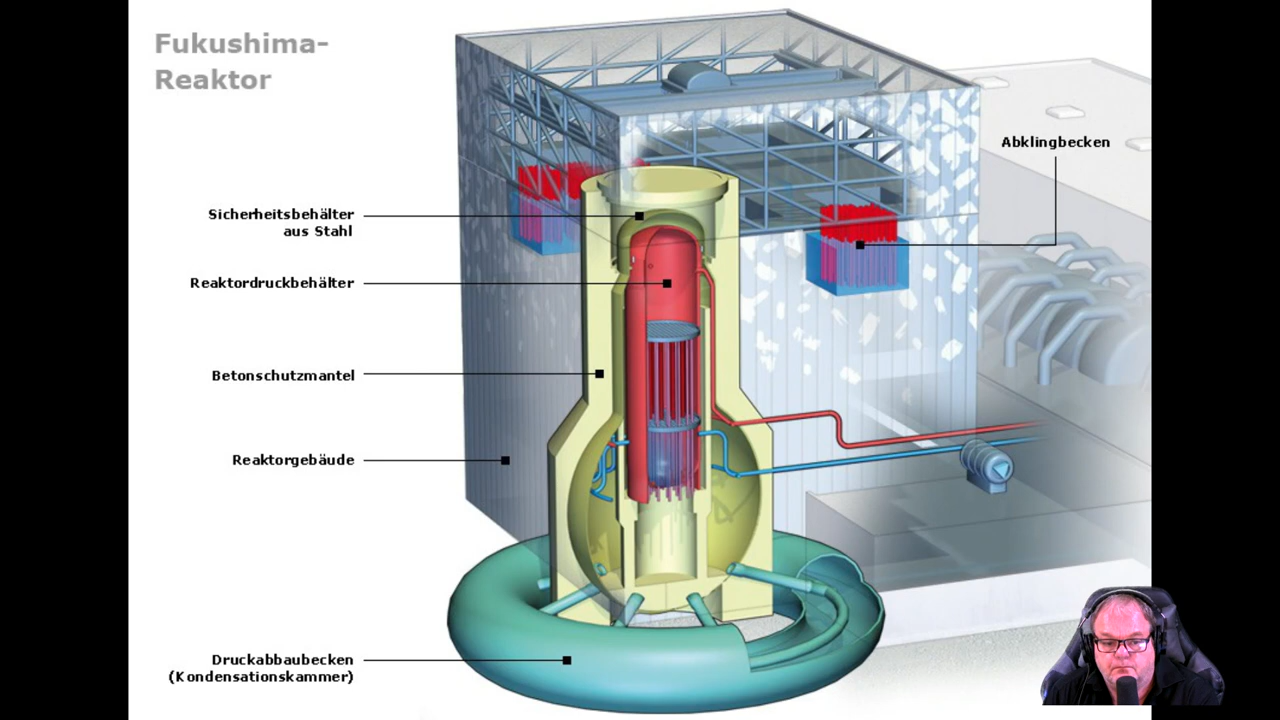 Fukushima-
Reaktor
Abklingbecken
Sicherheitsbehälter
aus Stahl
Reaktordruckbehälter
Betonschutzmantel
Reaktorgebäude
Druckabbaubecken
(Kondensationskammer)